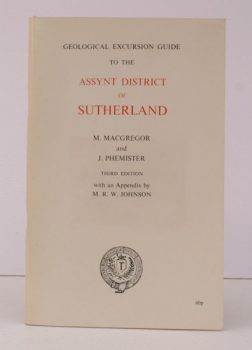 GEOLOGICAL EXCURSION GUIDE
TO THE
ASSYNT DISTRICT
OF
SUTHERLAND
M. MACGREGOR
and
J. PHEMISTER
THIRD EDITION
with an Appendix by
M. R. W. JOHNSON